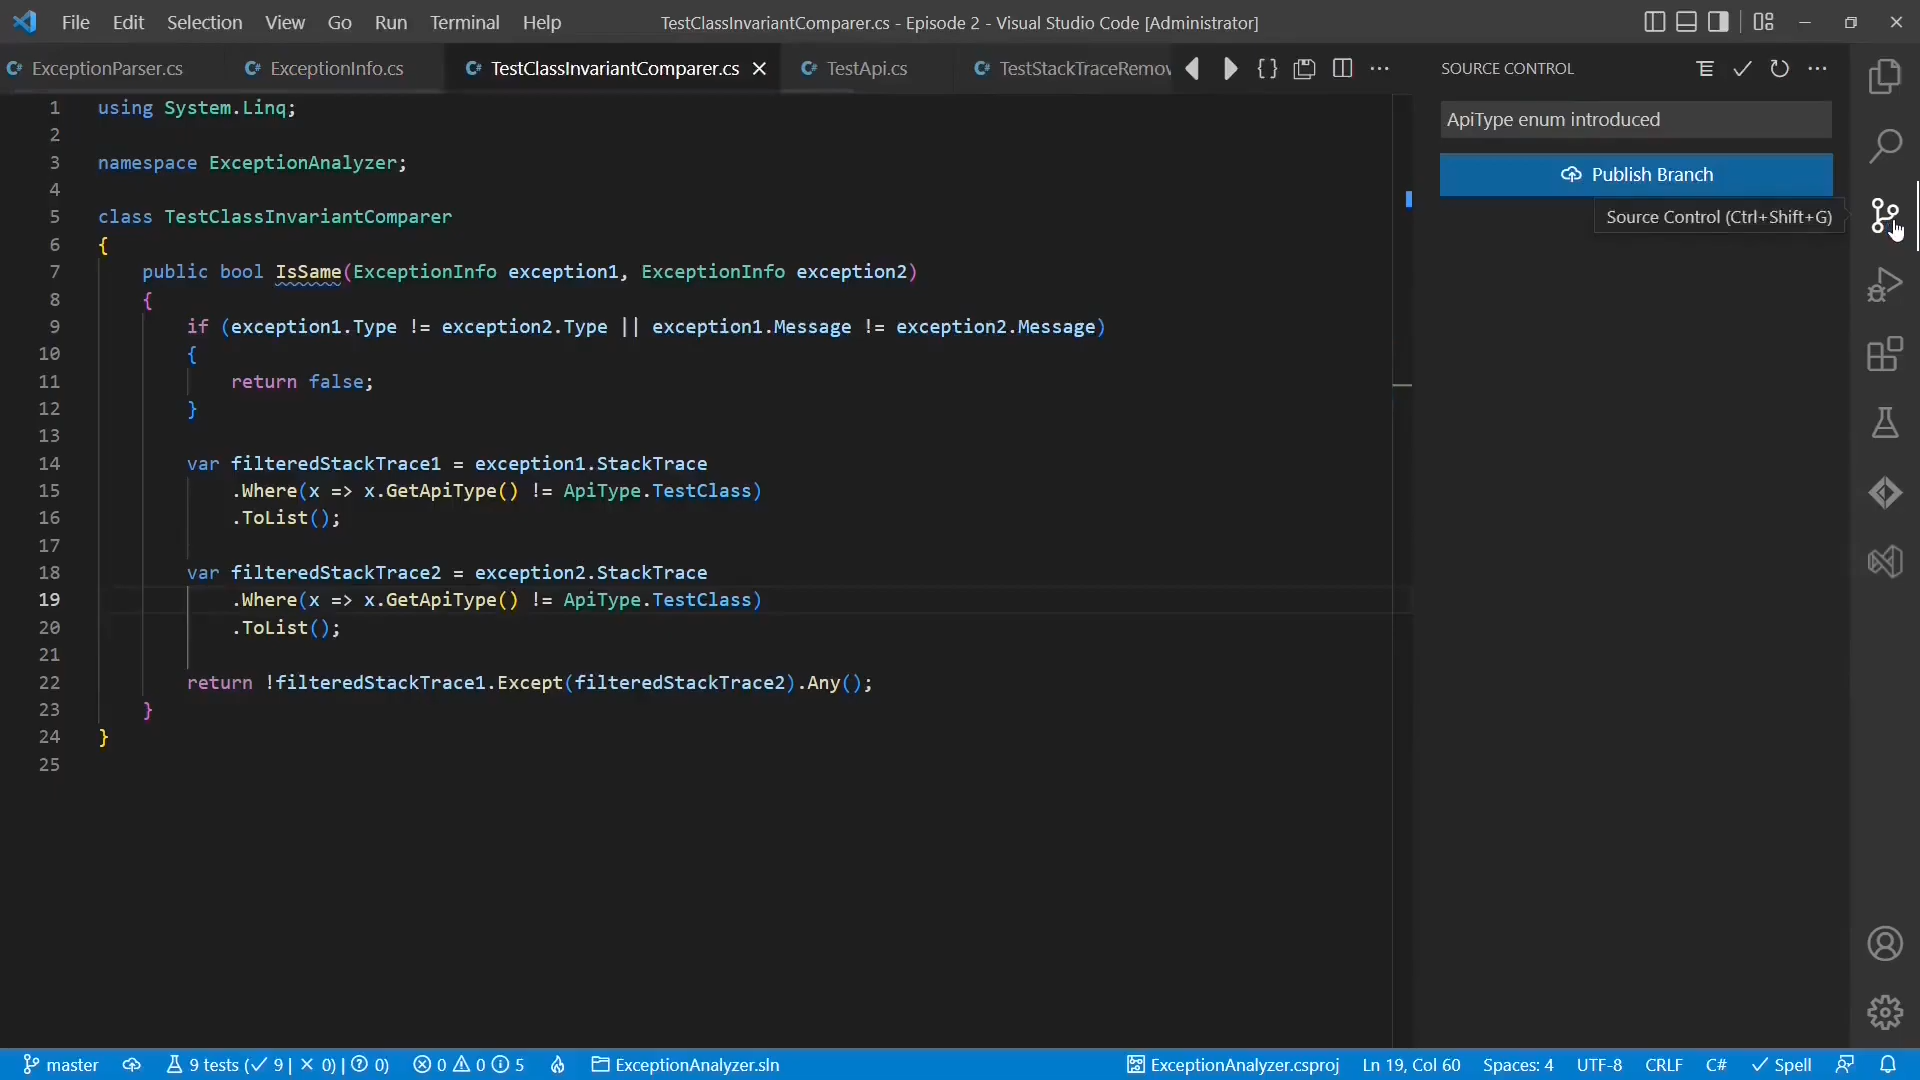 File Edit Selection View Go Run Terminal Help TestClassInvariantComparer.cs - Episode 2 - Visual Studio Code [Administrator]
C# ExceptionParser.cs C# ExceptionInfo.cs C# TestClassInvariantComparer.cs C# TestApi.cs C# TestStackTraceRemov
SOURCE CONTROL
ApiType enum introduced
Publish Branch
Source Control (Ctrl+Shift+G)
1 using System.Linq;
2
3 namespace ExceptionAnalyzer;
4
5 class TestClassInvariantComparer
6 {
7 public bool IsSame(ExceptionInfo exception1, ExceptionInfo exception2)
8 {
9 if (exception1.Type != exception2.Type || exception1.Message != exception2.Message)
10 {
11 return false;
12 }
13
14 var filteredStackTrace1 = exception1.StackTrace
15 .Where(x => x.GetApiType() != ApiType.TestClass)
16 .ToList();
17
18 var filteredStackTrace2 = exception2.StackTrace
19 .Where(x => x.GetApiType() != ApiType.TestClass)
20 .ToList();
21
22 return !filteredStackTrace1.Except(filteredStackTrace2).Any();
23 }
24 }
25
master 9 tests (✓ 9 | × 0) | ? 0) 0 0 5 ExceptionAnalyzer.sln ExceptionAnalyzer.csproj Ln 19, Col 60 Spaces: 4 UTF-8 CRLF C# ✓ Spell